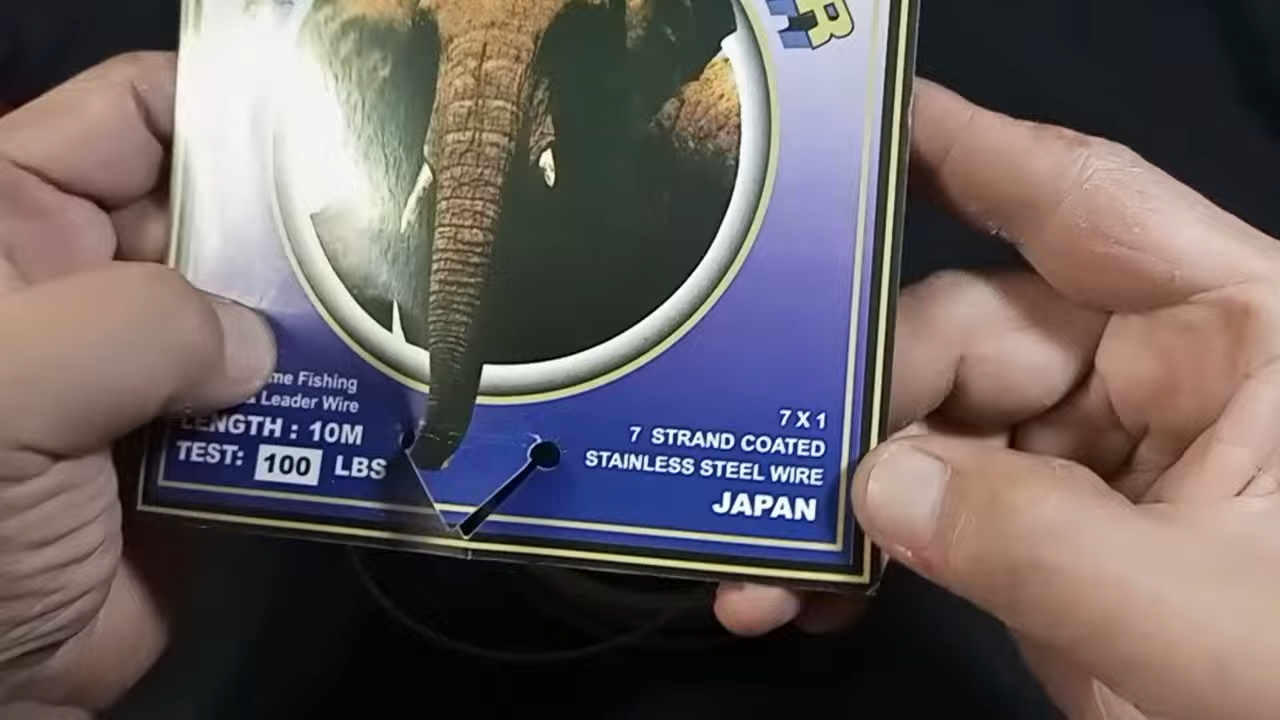 me Fishing
Leader Wire
LENGTH : 10M
TEST: 100 LBS
7 X 1
7 STRAND COATED
STAINLESS STEEL WIRE
JAPAN